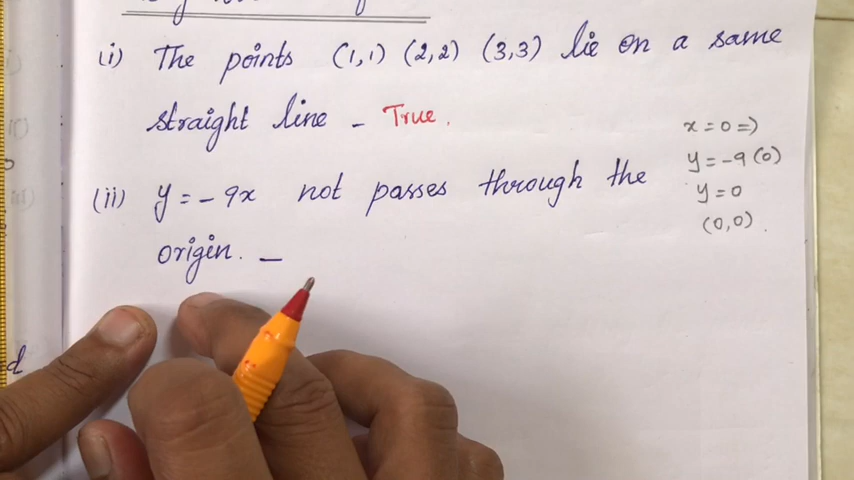 (i) The points (1,1) (2,2) (3,3) lie on a same
straight line - True.
(ii) y = - 9x not passes through the
origin. -
x = 0 =)
y = -9 (0)
y = 0
(0,0).
d